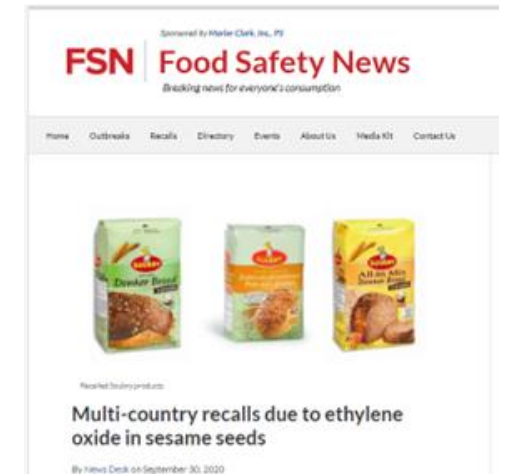 Sponsored by Marler Clark, Inc., PS
FSN Food Safety News
Breaking news for everyone's consumption
Home Outbreaks Recalls Directory Events About Us Media Kit Contact Us
Donker Brood
All-in Mix
Donker Brood
Recalled Soubry products
Multi-country recalls due to ethylene
oxide in sesame seeds
By News Desk on September 30, 2020